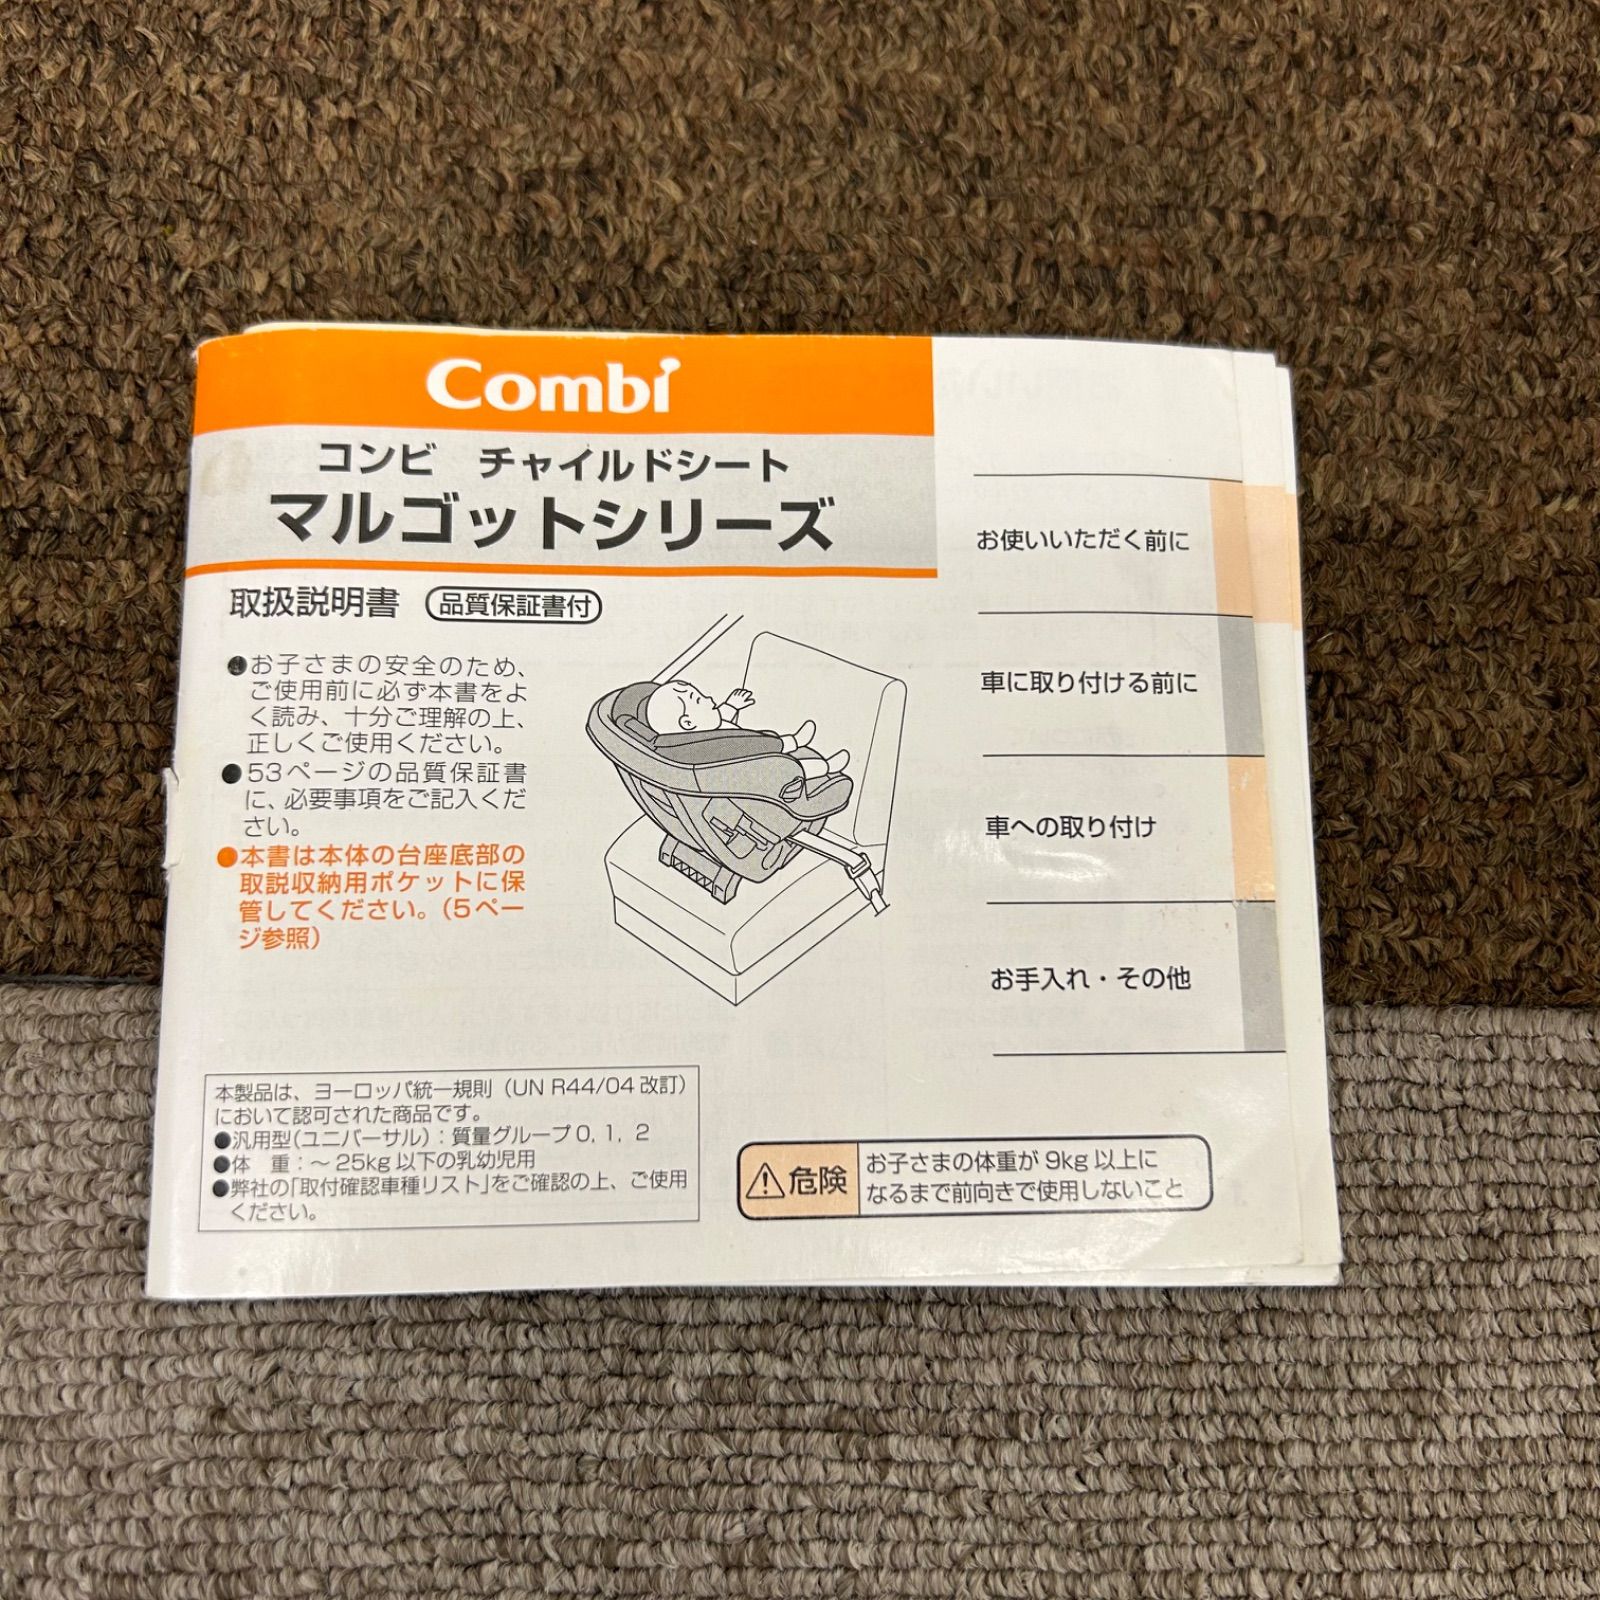 Combi
コンビ　チャイルドシート
マルゴットシリーズ
取扱説明書 品質保証書付
●お子さまの安全のため、
ご使用前に必ず本書をよ
く読み、十分ご理解の上、
正しくご使用ください。
●53ページの品質保証書
に、必要事項をご記入くだ
さい。
●本書は本体の台座底部の
取説収納用ポケットに保
管してください。（5ペー
ジ参照）
お使いいただく前に
車に取り付ける前に
車への取り付け
お手入れ・その他
本製品は、ヨーロッパ統一規則（UN R44/04 改訂）
において認可された商品です。
●汎用型（ユニバーサル）：質量グループ 0, 1, 2
●体　重：～ 25kg 以下の乳幼児用
●弊社の「取付確認車種リスト」をご確認の上、ご使用
ください。
危険
お子さまの体重が 9kg 以上に
なるまで前向きで使用しないこと